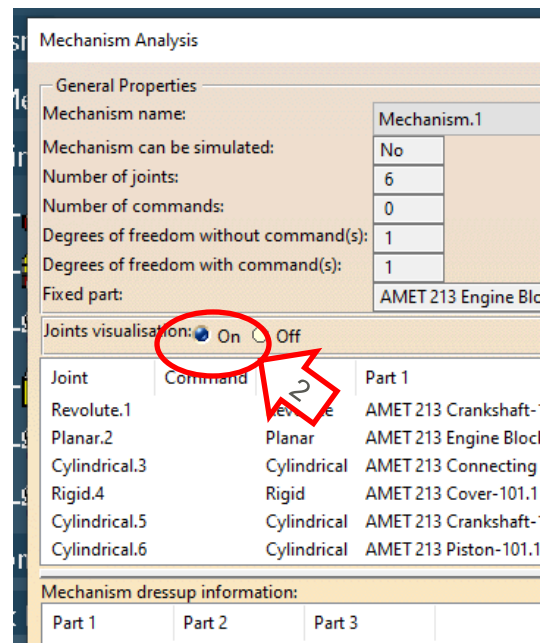 Mechanism Analysis
General Properties
Mechanism name: Mechanism.1
Mechanism can be simulated: No
Number of joints: 6
Number of commands: 0
Degrees of freedom without command(s): 1
Degrees of freedom with command(s): 1
Fixed part: AMET 213 Engine Blo
Joints visualisation: On Off
2
Joint Command Part 1
Revolute.1 AMET 213 Crankshaft-1
Planar.2 Planar AMET 213 Engine Block
Cylindrical.3 Cylindrical AMET 213 Connecting
Rigid.4 Rigid AMET 213 Cover-101.1
Cylindrical.5 Cylindrical AMET 213 Crankshaft-1
Cylindrical.6 Cylindrical AMET 213 Piston-101.1
Mechanism dressup information:
Part 1 Part 2 Part 3